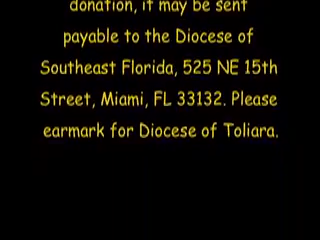 donation, it may be sent
payable to the Diocese of
Southeast Florida, 525 NE 15th
Street, Miami, FL 33132. Please
earmark for Diocese of Toliara.